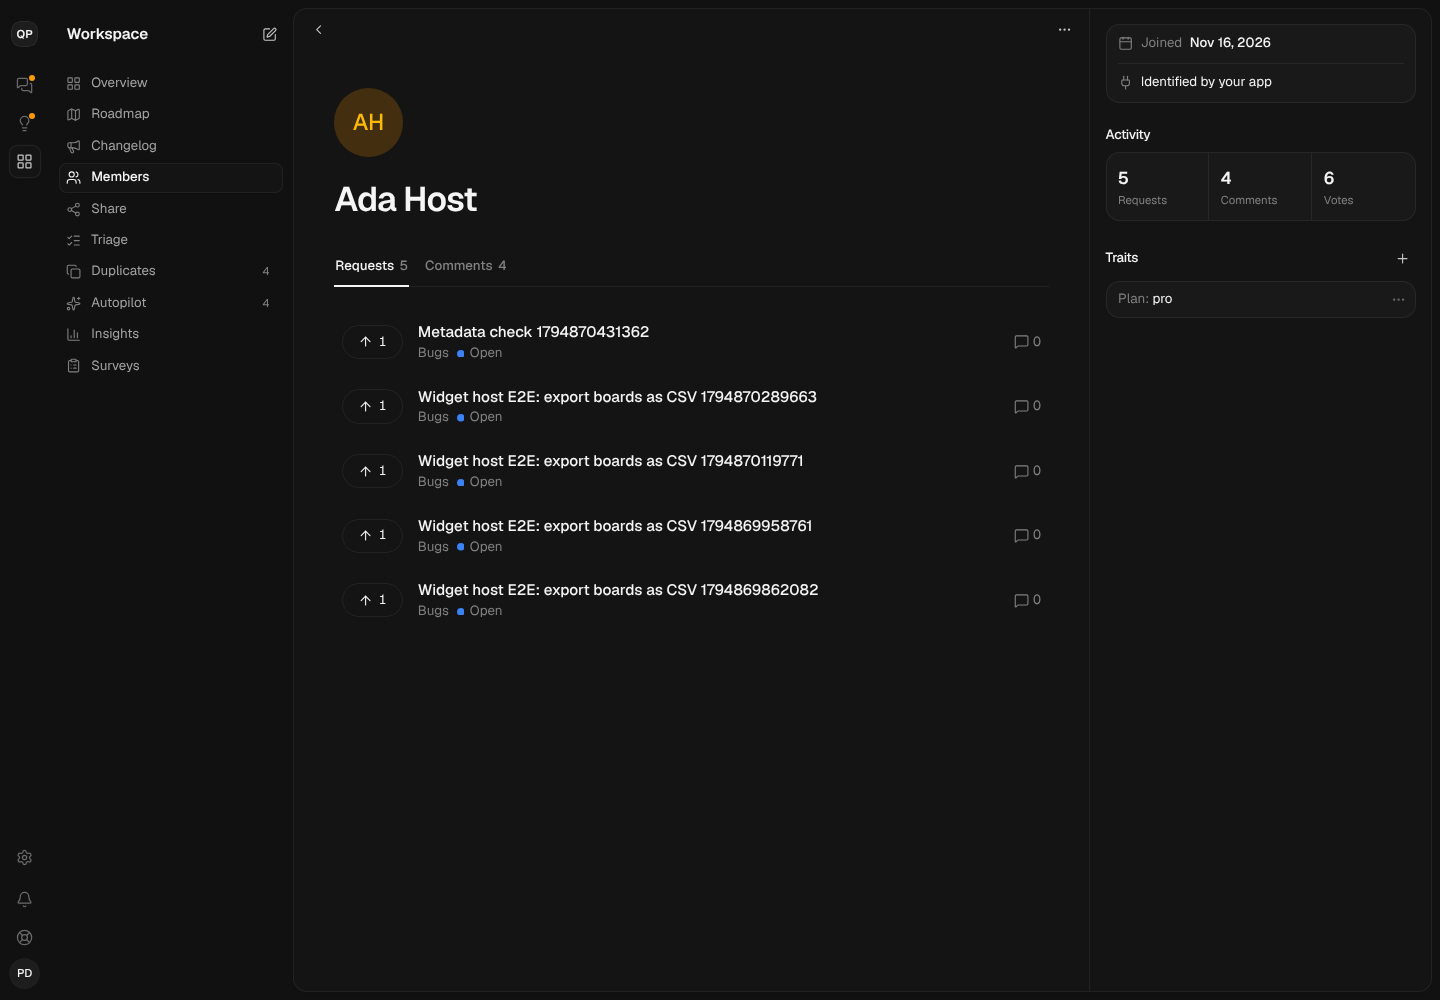 QP
Workspace
Overview
Roadmap
Changelog
Members
Share
Triage
Duplicates 4
Autopilot 4
Insights
Surveys
PD
AH
Ada Host
Requests 5 Comments 4
1 Metadata check 1794870431362 0
Bugs Open
1 Widget host E2E: export boards as CSV 1794870289663 0
Bugs Open
1 Widget host E2E: export boards as CSV 1794870119771 0
Bugs Open
1 Widget host E2E: export boards as CSV 1794869958761 0
Bugs Open
1 Widget host E2E: export boards as CSV 1794869862082 0
Bugs Open
Joined Nov 16, 2026
Identified by your app
Activity
5 4 6
Requests Comments Votes
Traits
Plan: pro